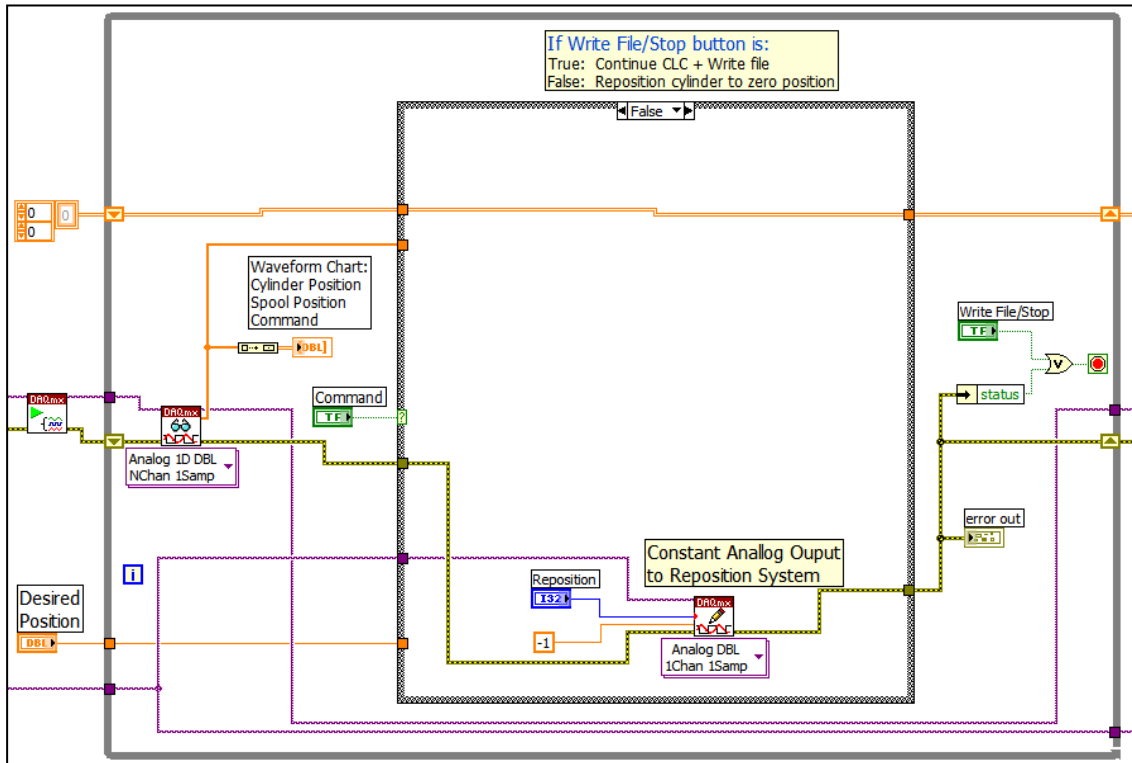 If Write File/Stop button is:
True:  Continue CLC + Write file
False:  Reposition cylinder to zero position
False
0
0
0
Waveform Chart:
Cylinder Position
Spool Position
Command
DBL]
Write File/Stop
TF
V
status
DAQmx
DAQmx
Command
TF
?
Analog 1D DBL
NChan 1Samp
error out
i
Constant Anallog Ouput
to Reposition System
Desired
Position
DBL
Reposition
I32
DAQmx
-1
Analog DBL
1Chan 1Samp